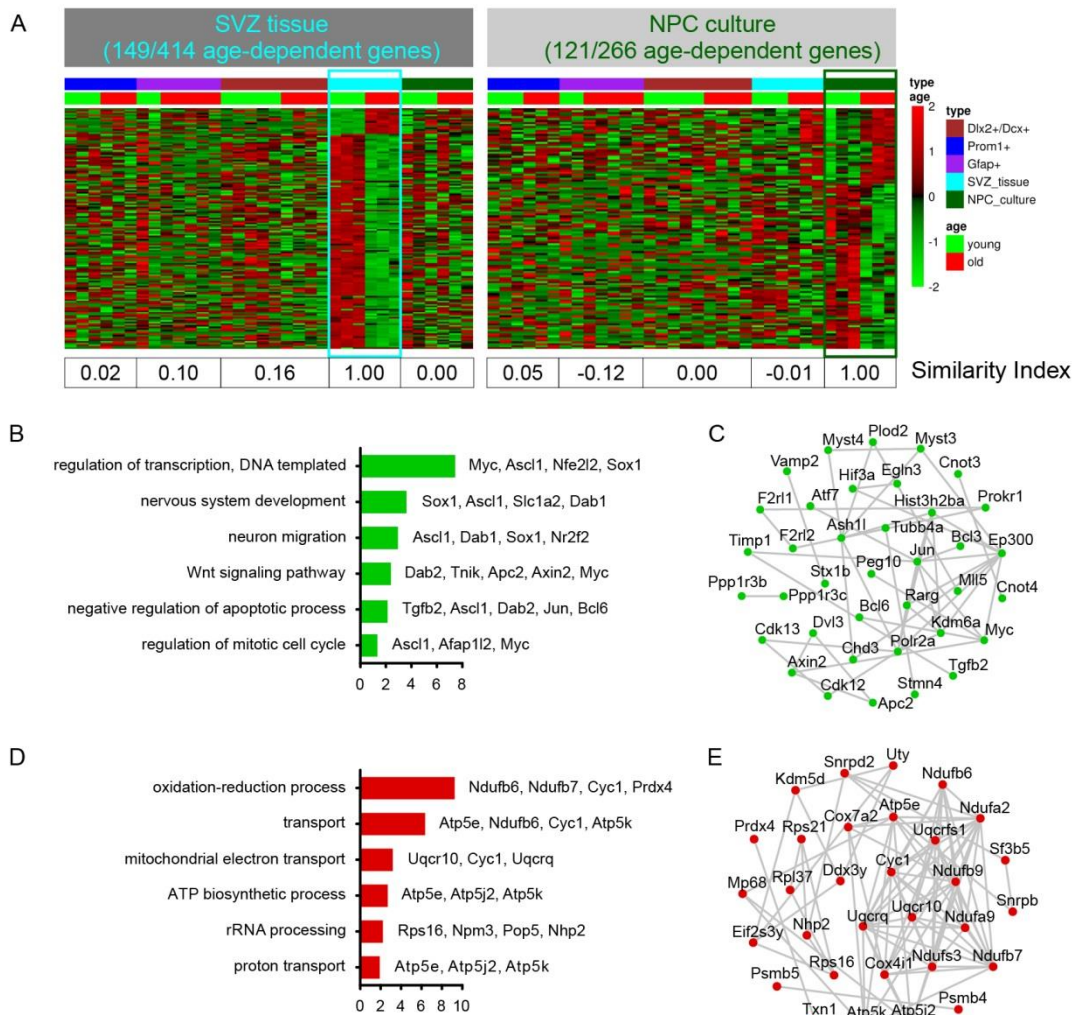 A
SVZ tissue
(149/414 age-dependent genes)
NPC culture
(121/266 age-dependent genes)
type
age
2
1
0
-1
-2
type
Dlx2+/Dcx+
Prom1+
Gfap+
SVZ_tissue
NPC_culture
age
young
old
0.02 0.10 0.16 1.00 0.00
0.05 -0.12 0.00 -0.01 1.00
Similarity Index
B
regulation of transcription, DNA templated
Myc, Ascl1, Nfe2l2, Sox1
nervous system development
Sox1, Ascl1, Slc1a2, Dab1
neuron migration
Ascl1, Dab1, Sox1, Nr2f2
Wnt signaling pathway
Dab2, Tnik, Apc2, Axin2, Myc
negative regulation of apoptotic process
Tgfb2, Ascl1, Dab2, Jun, Bcl6
regulation of mitotic cell cycle
Ascl1, Afap1l2, Myc
0 2 4 6 8
C
Plod2
Myst4
Myst3
Vamp2
Hif3a
Egln3
Cnot3
F2rl1
Atf7
Hist3h2ba
Prokr1
Ash1l
Tubb4a
Timp1
F2rl2
Jun
Bcl3
Ep300
Stx1b
Peg10
Mll5
Ppp1r3b
Ppp1r3c
Rarg
Cnot4
Bcl6
Kdm6a
Cdk13
Dvl3
Chd3
Polr2a
Myc
Axin2
Tgfb2
Cdk12
Stmn4
Apc2
D
oxidation-reduction process
Ndufb6, Ndufb7, Cyc1, Prdx4
transport
Atp5e, Ndufb6, Cyc1, Atp5k
mitochondrial electron transport
Uqcr10, Cyc1, Uqcrq
ATP biosynthetic process
Atp5e, Atp5j2, Atp5k
rRNA processing
Rps16, Npm3, Pop5, Nhp2
proton transport
Atp5e, Atp5j2, Atp5k
0 2 4 6 8 10
E
Uty
Snrpd2
Ndufb6
Kdm5d
Atp5e
Ndufa2
Cox7a2
Prdx4
Rps21
Uqcrfs1
Sf3b5
Cyc1
Ndufb9
Mp68
Rpl37
Ddx3y
Snrpb
Uqcr10
Uqcrq
Ndufa9
Eif2s3y
Nhp2
Rps16
Cox4i1
Ndufs3
Ndufb7
Psmb5
Psmb4
Txn1
Atp5k
Atp5j2